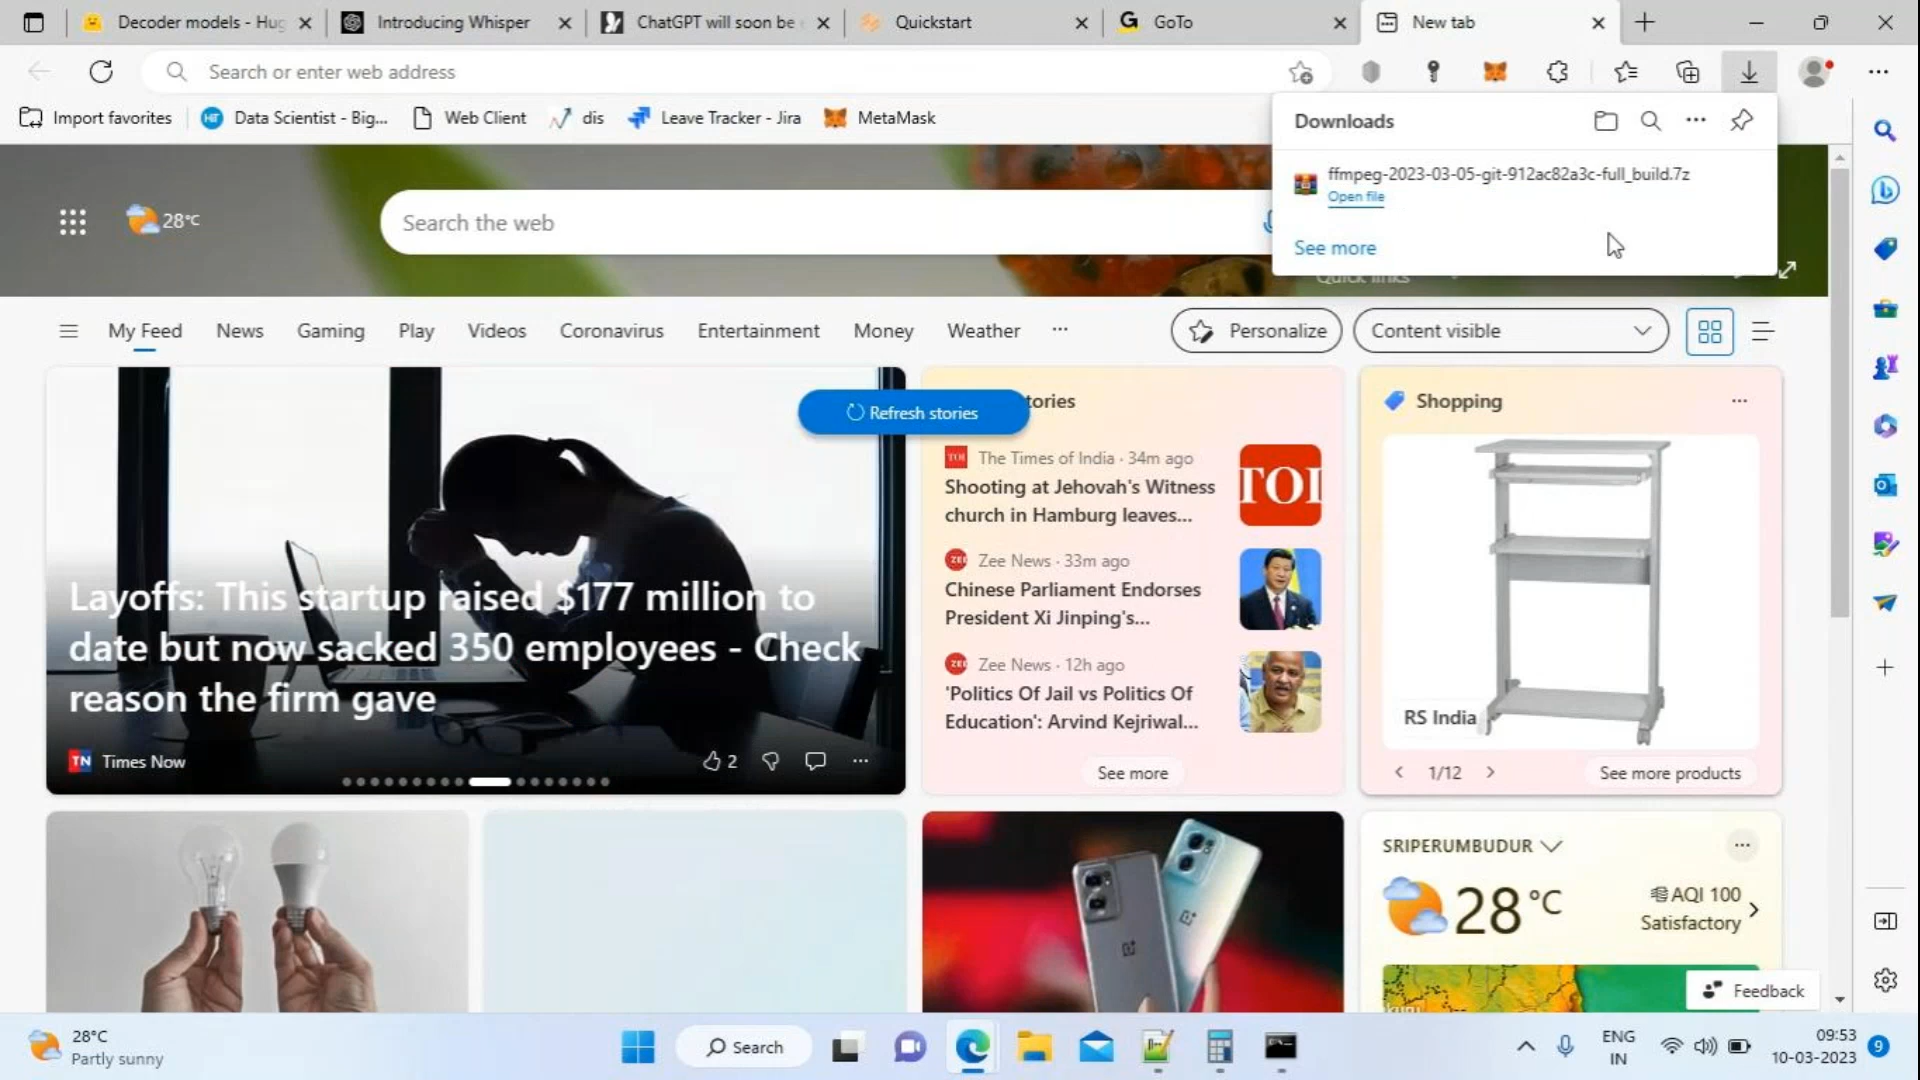 Decoder models - Hug
Introducing Whisper
ChatGPT will soon be
Quickstart
GoTo
New tab
Search or enter web address
Import favorites
Data Scientist - Big...
Web Client
dis
Leave Tracker - Jira
MetaMask
Downloads
ffmpeg-2023-03-05-git-912ac82a3c-full_build.7z
Open file
See more
28°C
Search the web
Quick links
My Feed
News
Gaming
Play
Videos
Coronavirus
Entertainment
Money
Weather
Personalize
Content visible
Refresh stories
Layoffs: This startup raised $177 million to
date but now sacked 350 employees - Check
reason the firm gave
TN Times Now
2
tories
TOI The Times of India · 34m ago
Shooting at Jehovah's Witness
church in Hamburg leaves...
TOI
ZEE Zee News · 33m ago
Chinese Parliament Endorses
President Xi Jinping's...
ZEE Zee News · 12h ago
'Politics Of Jail vs Politics Of
Education': Arvind Kejriwal...
See more
Shopping
RS India
1/12
See more products
SRIPERUMBUDUR
28 °C
AQI 100
Satisfactory
Feedback
28°C
Partly sunny
Search
ENG
IN
09:53
10-03-2023
9